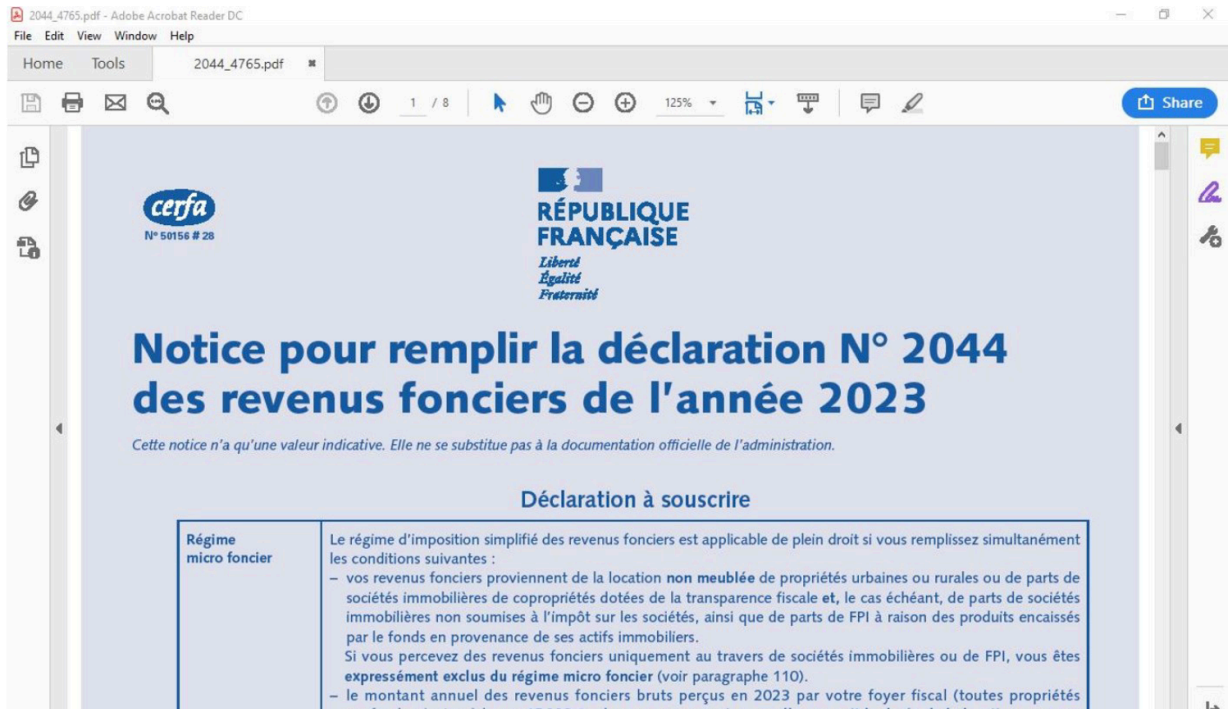 2044_4765.pdf - Adobe Acrobat Reader DC
File Edit View Window Help
Home Tools 2044_4765.pdf
1 / 8 125% Share
cerfa
N° 50156 # 28
RÉPUBLIQUE
FRANÇAISE
Liberté
Égalité
Fraternité
Notice pour remplir la déclaration N° 2044
des revenus fonciers de l'année 2023
Cette notice n'a qu'une valeur indicative. Elle ne se substitue pas à la documentation officielle de l'administration.
Déclaration à souscrire
Régime
micro foncier
Le régime d'imposition simplifié des revenus fonciers est applicable de plein droit si vous remplissez simultanément
les conditions suivantes :
– vos revenus fonciers proviennent de la location non meublée de propriétés urbaines ou rurales ou de parts de
sociétés immobilières de copropriétés dotées de la transparence fiscale et, le cas échéant, de parts de sociétés
immobilières non soumises à l'impôt sur les sociétés, ainsi que de parts de FPI à raison des produits encaissés
par le fonds en provenance de ses actifs immobiliers.
Si vous percevez des revenus fonciers uniquement au travers de sociétés immobilières ou de FPI, vous êtes
expressément exclus du régime micro foncier (voir paragraphe 110).
– le montant annuel des revenus fonciers bruts perçus en 2023 par votre foyer fiscal (toutes propriétés